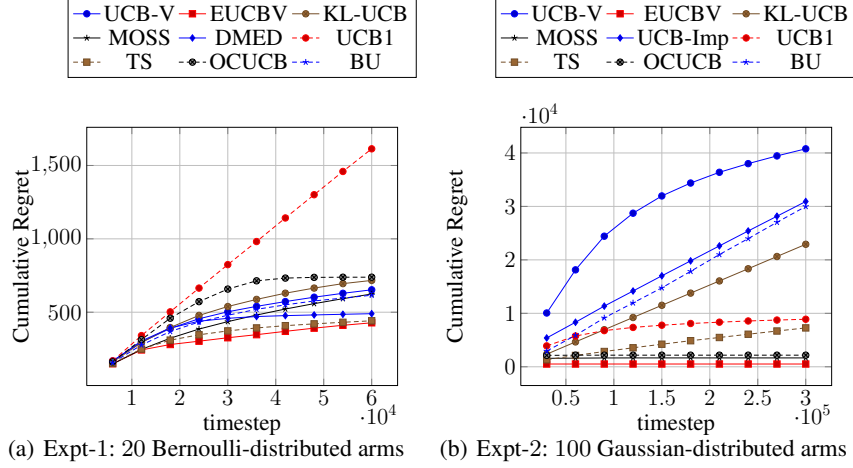 UCB-V EUCBV KL-UCB
MOSS DMED UCB1
TS OCUCB BU
1,500
1,000
500
Cumulative Regret
0 1 2 3 4 5 6
·10^4
timestep
(a) Expt-1: 20 Bernoulli-distributed arms
UCB-V EUCBV KL-UCB
MOSS UCB-Imp UCB1
TS OCUCB BU
·10^4
4
3
2
1
0
Cumulative Regret
0.5 1 1.5 2 2.5 3
·10^5
timestep
(b) Expt-2: 100 Gaussian-distributed arms